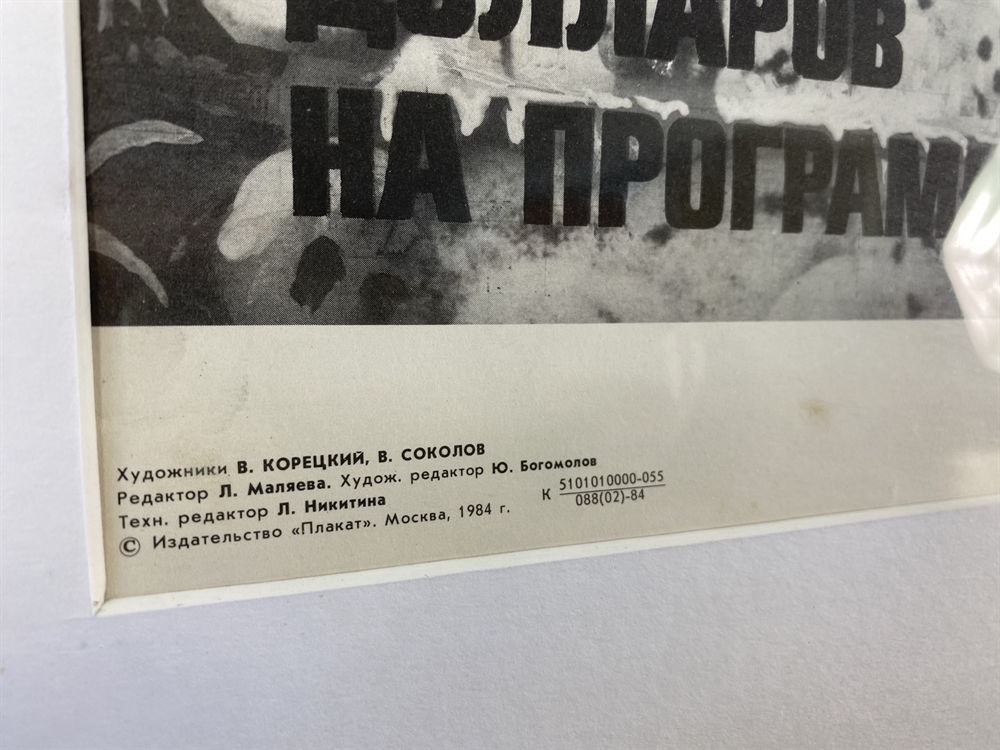 ДОЛЛАРОВ
НА ПРОГРАМ
Художники В. КОРЕЦКИЙ, В. СОКОЛОВ
Редактор Л. Маляева. Худож. редактор Ю. Богомолов
Техн. редактор Л. Никитина
© Издательство «Плакат». Москва, 1984 г.
К 5101010000-055
088(02)-84